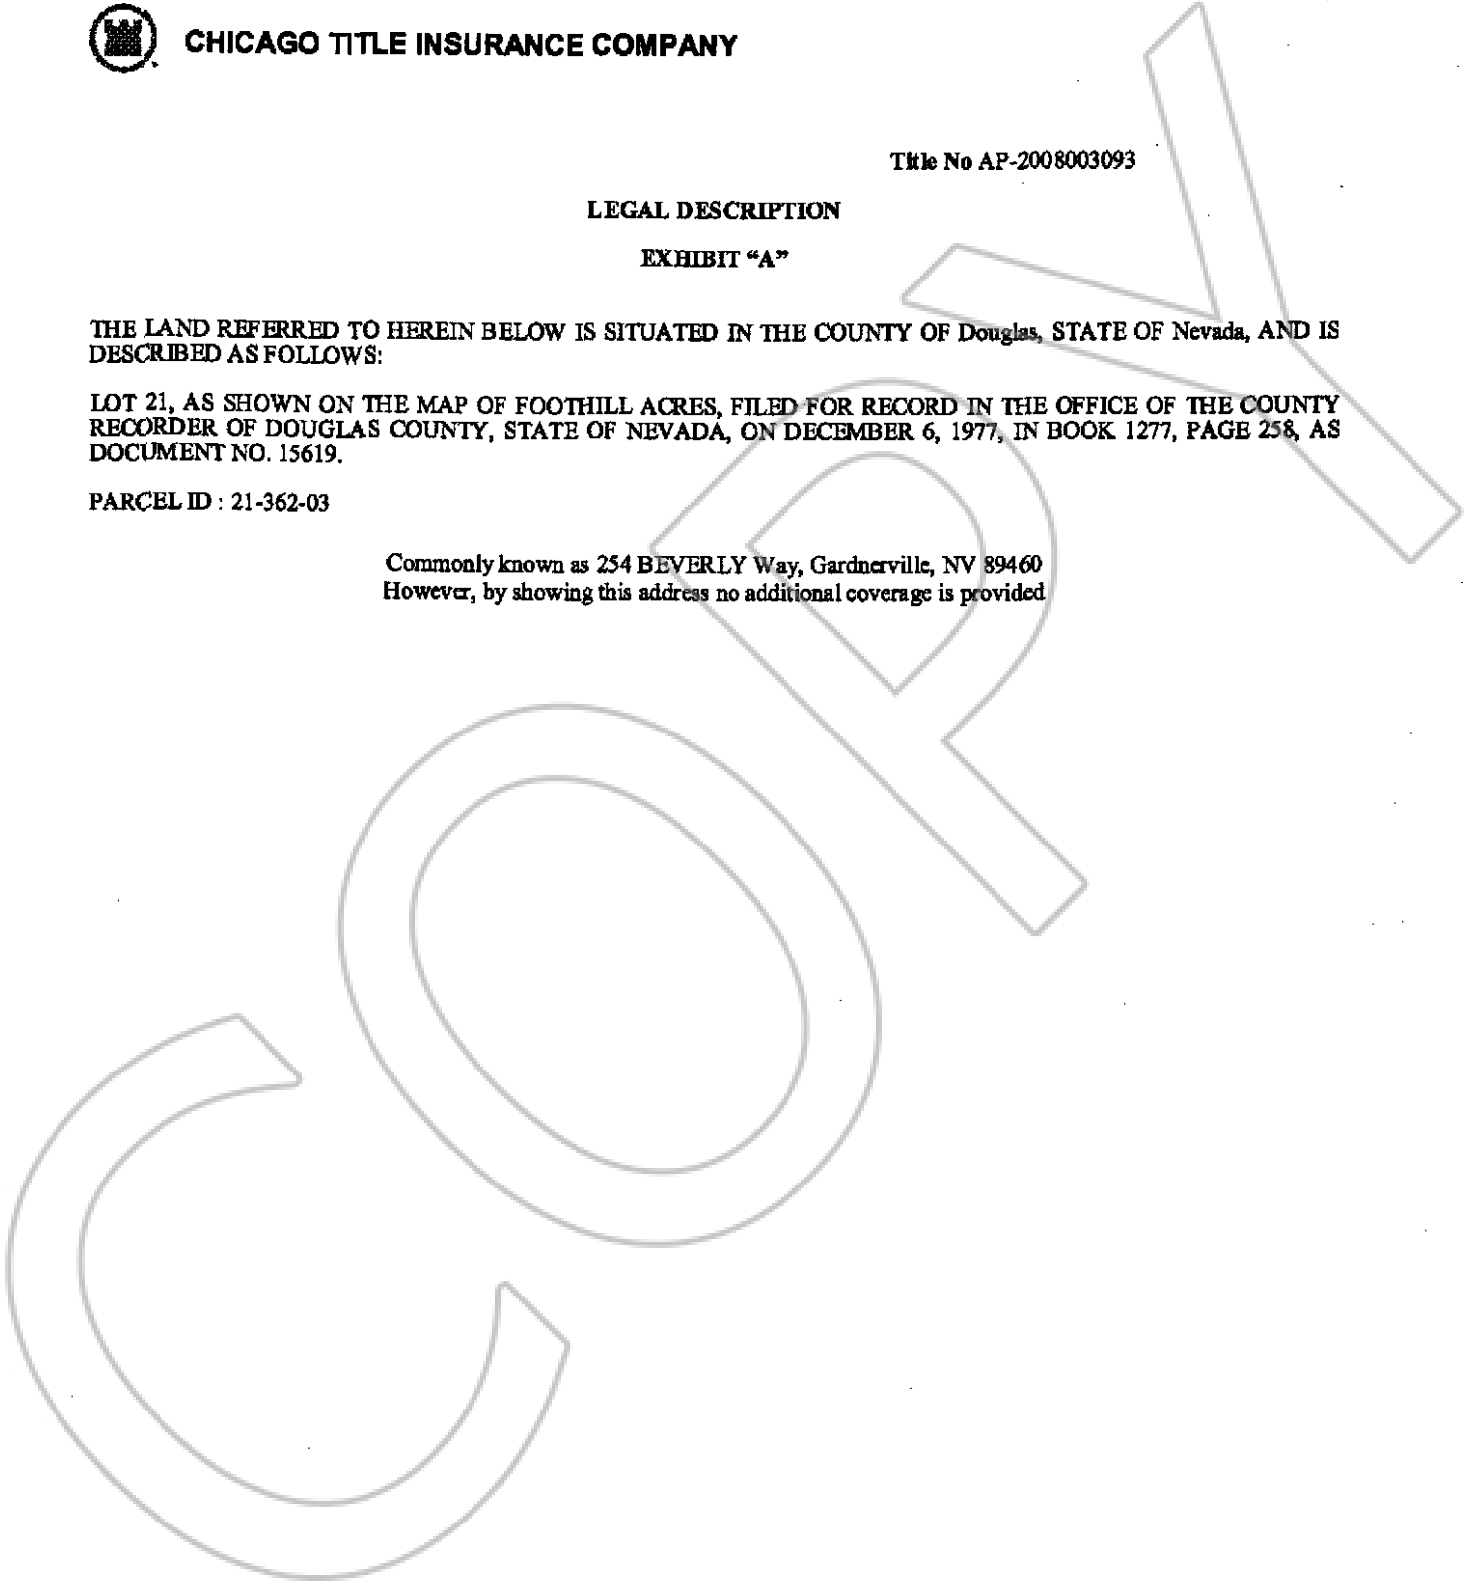 CHICAGO TITLE INSURANCE COMPANY
Title No AP-2008003093
LEGAL DESCRIPTION
EXHIBIT “A”
THE LAND REFERRED TO HEREIN BELOW IS SITUATED IN THE COUNTY OF Douglas, STATE OF Nevada, AND IS
DESCRIBED AS FOLLOWS:
LOT 21, AS SHOWN ON THE MAP OF FOOTHILL ACRES, FILED FOR RECORD IN THE OFFICE OF THE COUNTY
RECORDER OF DOUGLAS COUNTY, STATE OF NEVADA, ON DECEMBER 6, 1977, IN BOOK 1277, PAGE 258, AS
DOCUMENT NO. 15619.
PARCEL ID : 21-362-03
Commonly known as 254 BEVERLY Way, Gardnerville, NV 89460
However, by showing this address no additional coverage is provided
COPY